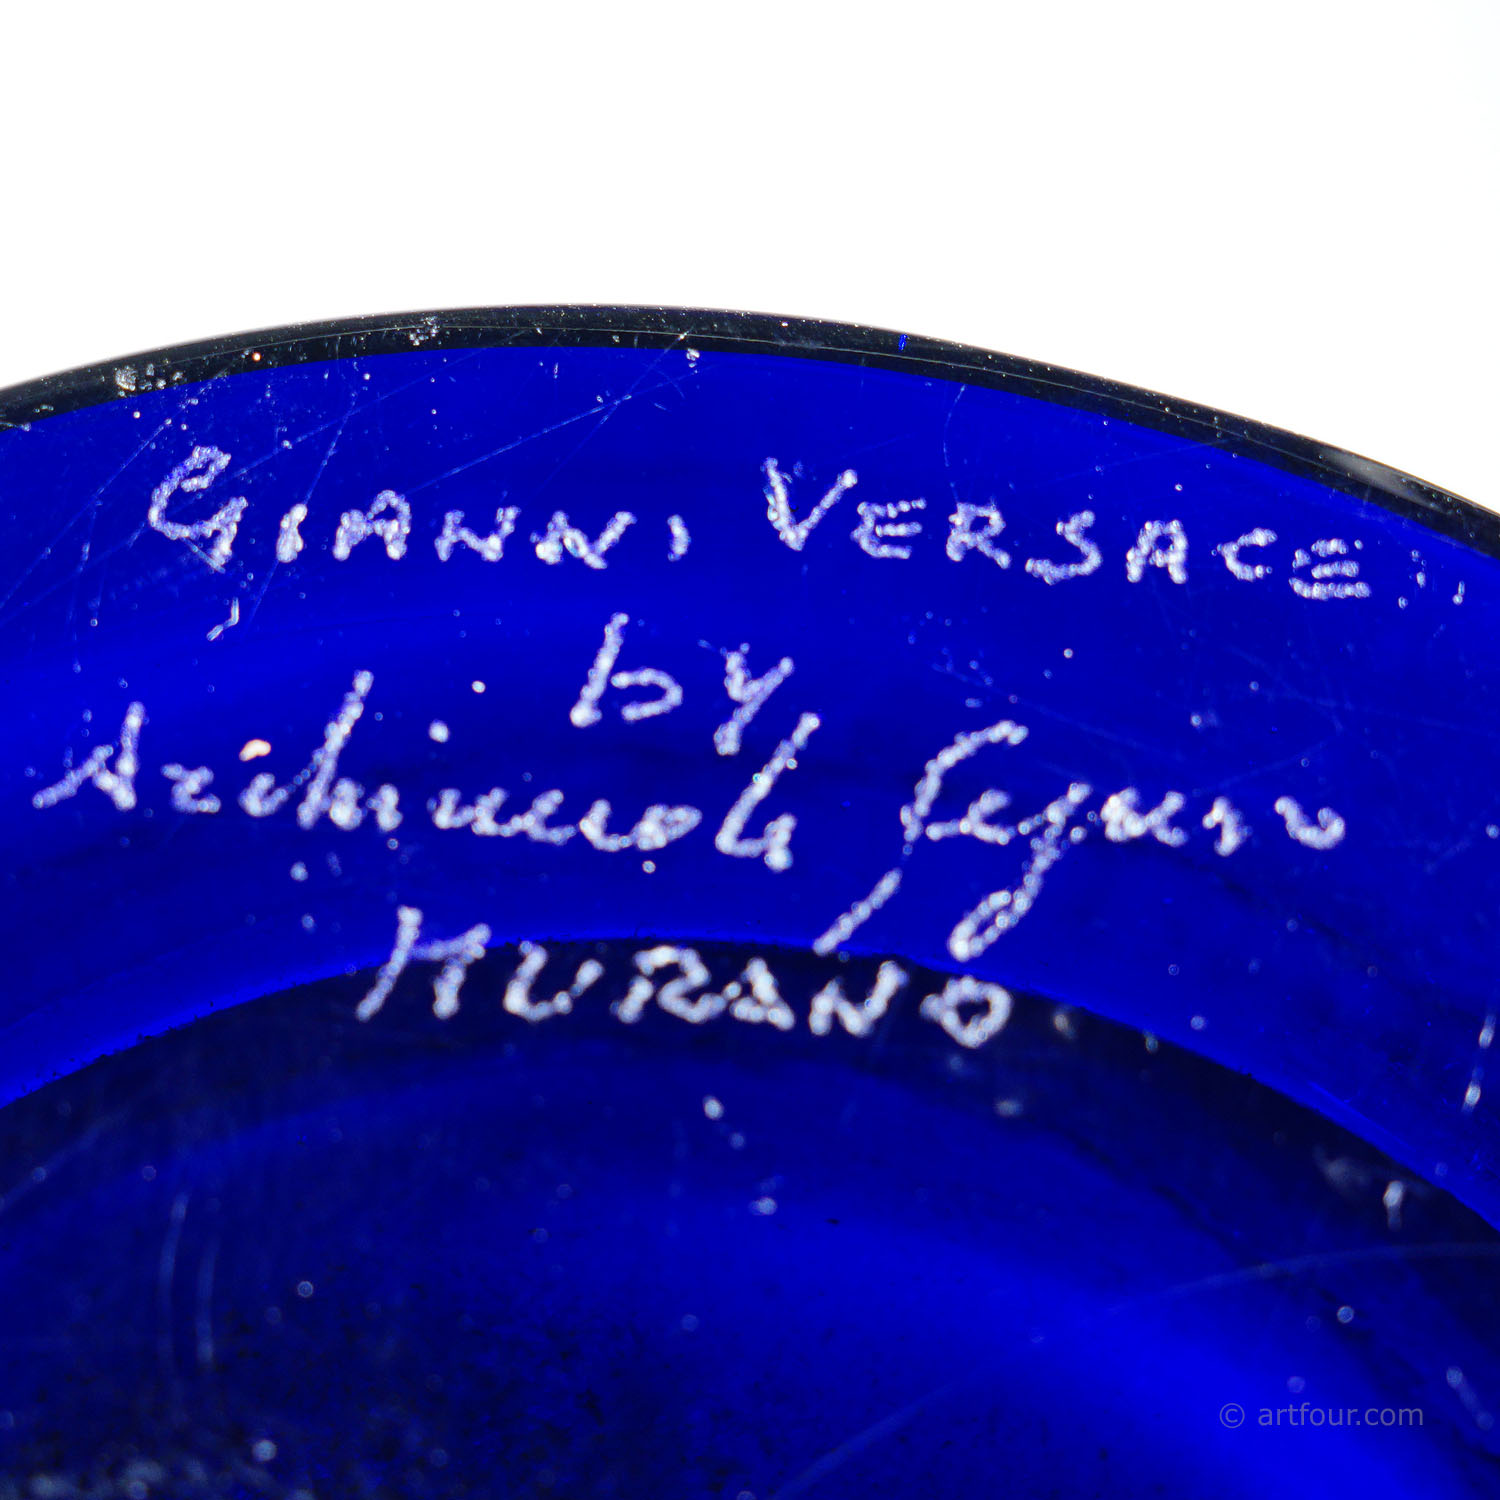 "GIANNI VERSACE"
by
Archimede Seguso
MURANO
© artfour.com